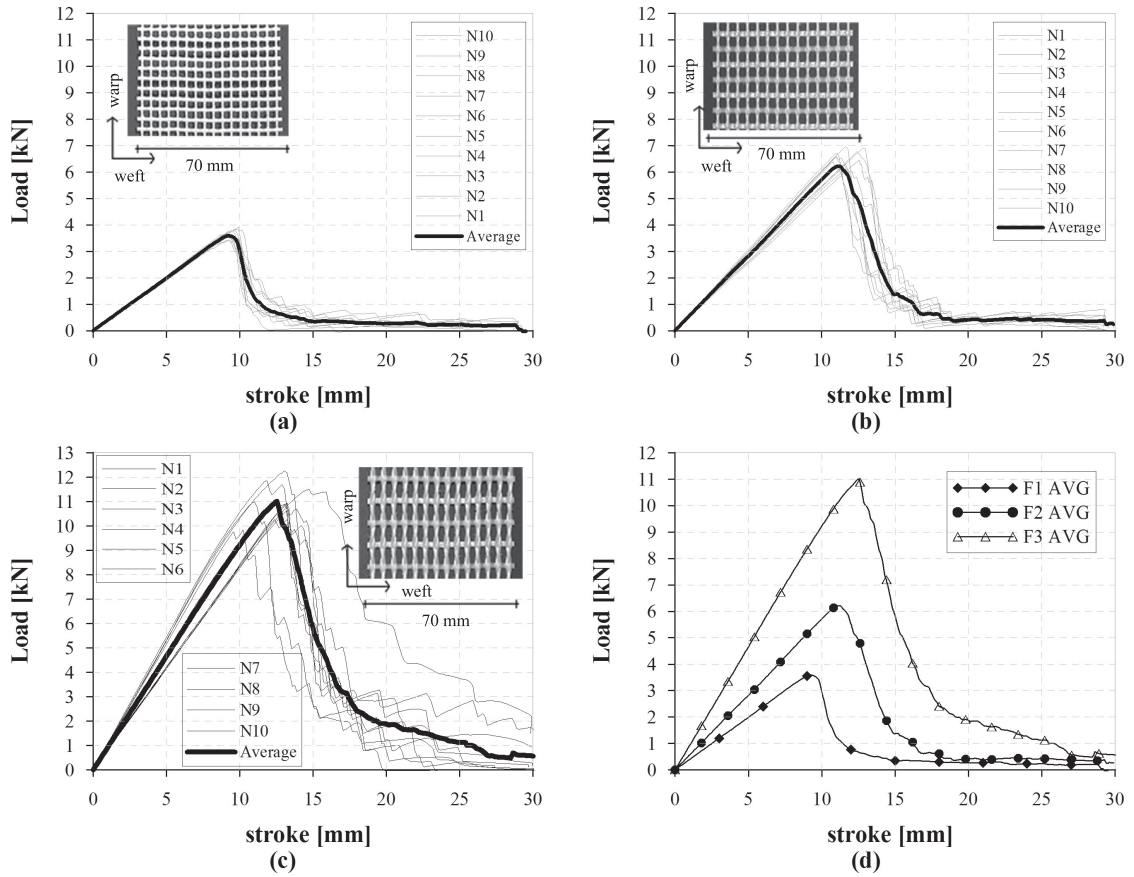 12
11
10
9
8
7
6
5
4
3
2
1
0
Load [kN]
warp
weft
70 mm
N10
N9
N8
N7
N6
N5
N4
N3
N2
N1
Average
0 5 10 15 20 25 30
stroke [mm]
(a)
12
11
10
9
8
7
6
5
4
3
2
1
0
Load [kN]
warp
weft
70 mm
N1
N2
N3
N4
N5
N6
N7
N8
N9
N10
Average
0 5 10 15 20 25 30
stroke [mm]
(b)
13
12
11
10
9
8
7
6
5
4
3
2
1
0
Load [kN]
N1
N2
N3
N4
N5
N6
warp
weft
70 mm
N7
N8
N9
N10
Average
0 5 10 15 20 25 30
stroke [mm]
(c)
12
11
10
9
8
7
6
5
4
3
2
1
0
Load [kN]
F1 AVG
F2 AVG
F3 AVG
0 5 10 15 20 25 30
stroke [mm]
(d)